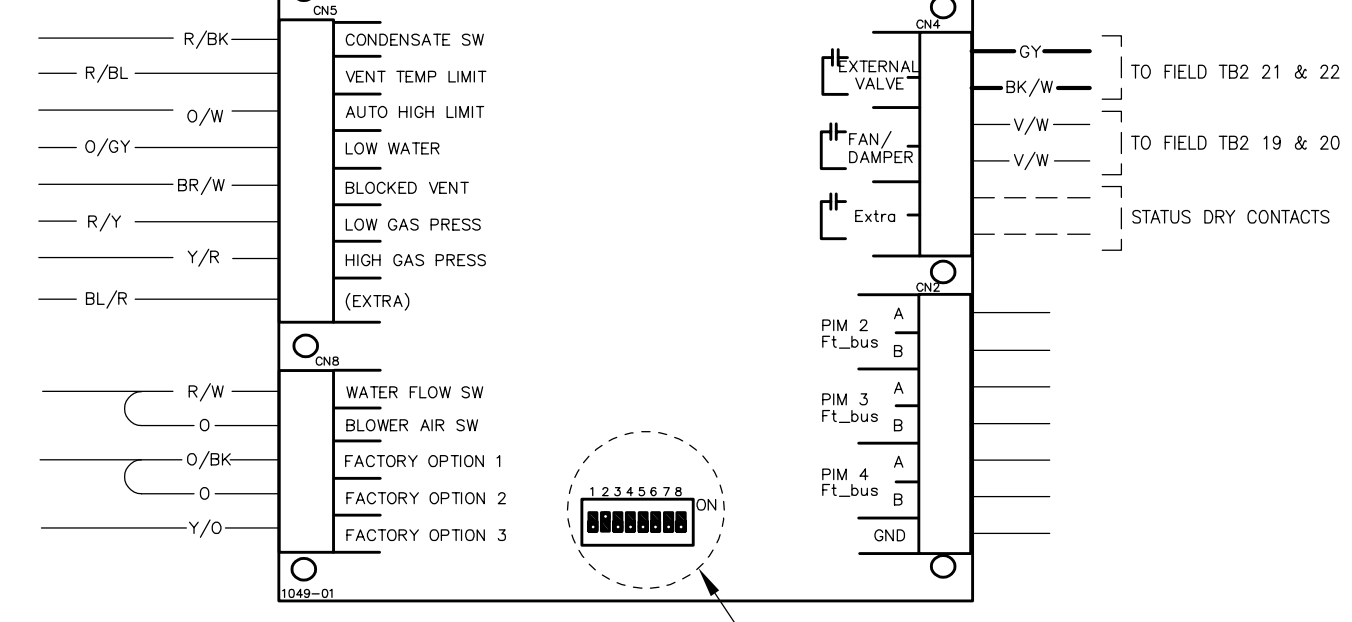 CN5
R/BK CONDENSATE SW
R/BL VENT TEMP LIMIT
O/W AUTO HIGH LIMIT
O/GY LOW WATER
BR/W BLOCKED VENT
R/Y LOW GAS PRESS
Y/R HIGH GAS PRESS
BL/R (EXTRA)
CN8
R/W WATER FLOW SW
O BLOWER AIR SW
O/BK FACTORY OPTION 1
O FACTORY OPTION 2
Y/O FACTORY OPTION 3
1049-01
1 2 3 4 5 6 7 8
ON
CN4
EXTERNAL
VALVE
GY
BK/W
TO FIELD TB2 21 & 22
FAN/
DAMPER
V/W
V/W
TO FIELD TB2 19 & 20
Extra
STATUS DRY CONTACTS
CN2
PIM 2
Ft_bus
A
B
PIM 3
Ft_bus
A
B
PIM 4
Ft_bus
A
B
GND